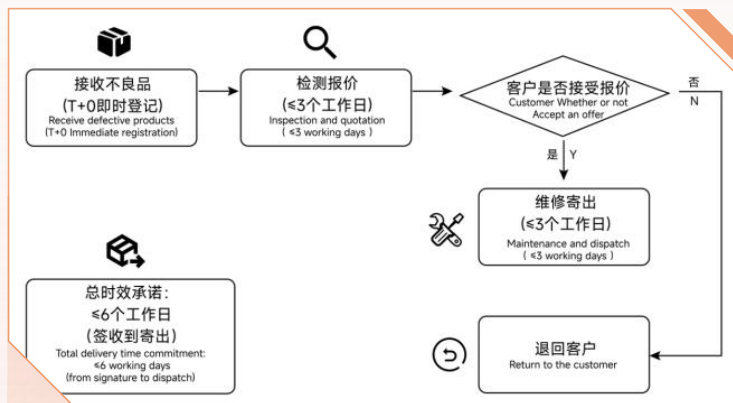 接收不良品
(T+0即时登记)
Receive defective products
(T+0 Immediate registration)
检测报价
(≤3个工作日)
Inspection and quotation
( ≤3 working days )
客户是否接受报价
Customer Whether or not
Accept an offer
否
N
是 Y
维修寄出
(≤3个工作日)
Maintenance and dispatch
( ≤3 working days )
总时效承诺:
≤6个工作日
(签收到寄出)
Total delivery time commitment:
≤6 working days
(from signature to dispatch)
退回客户
Return to the customer